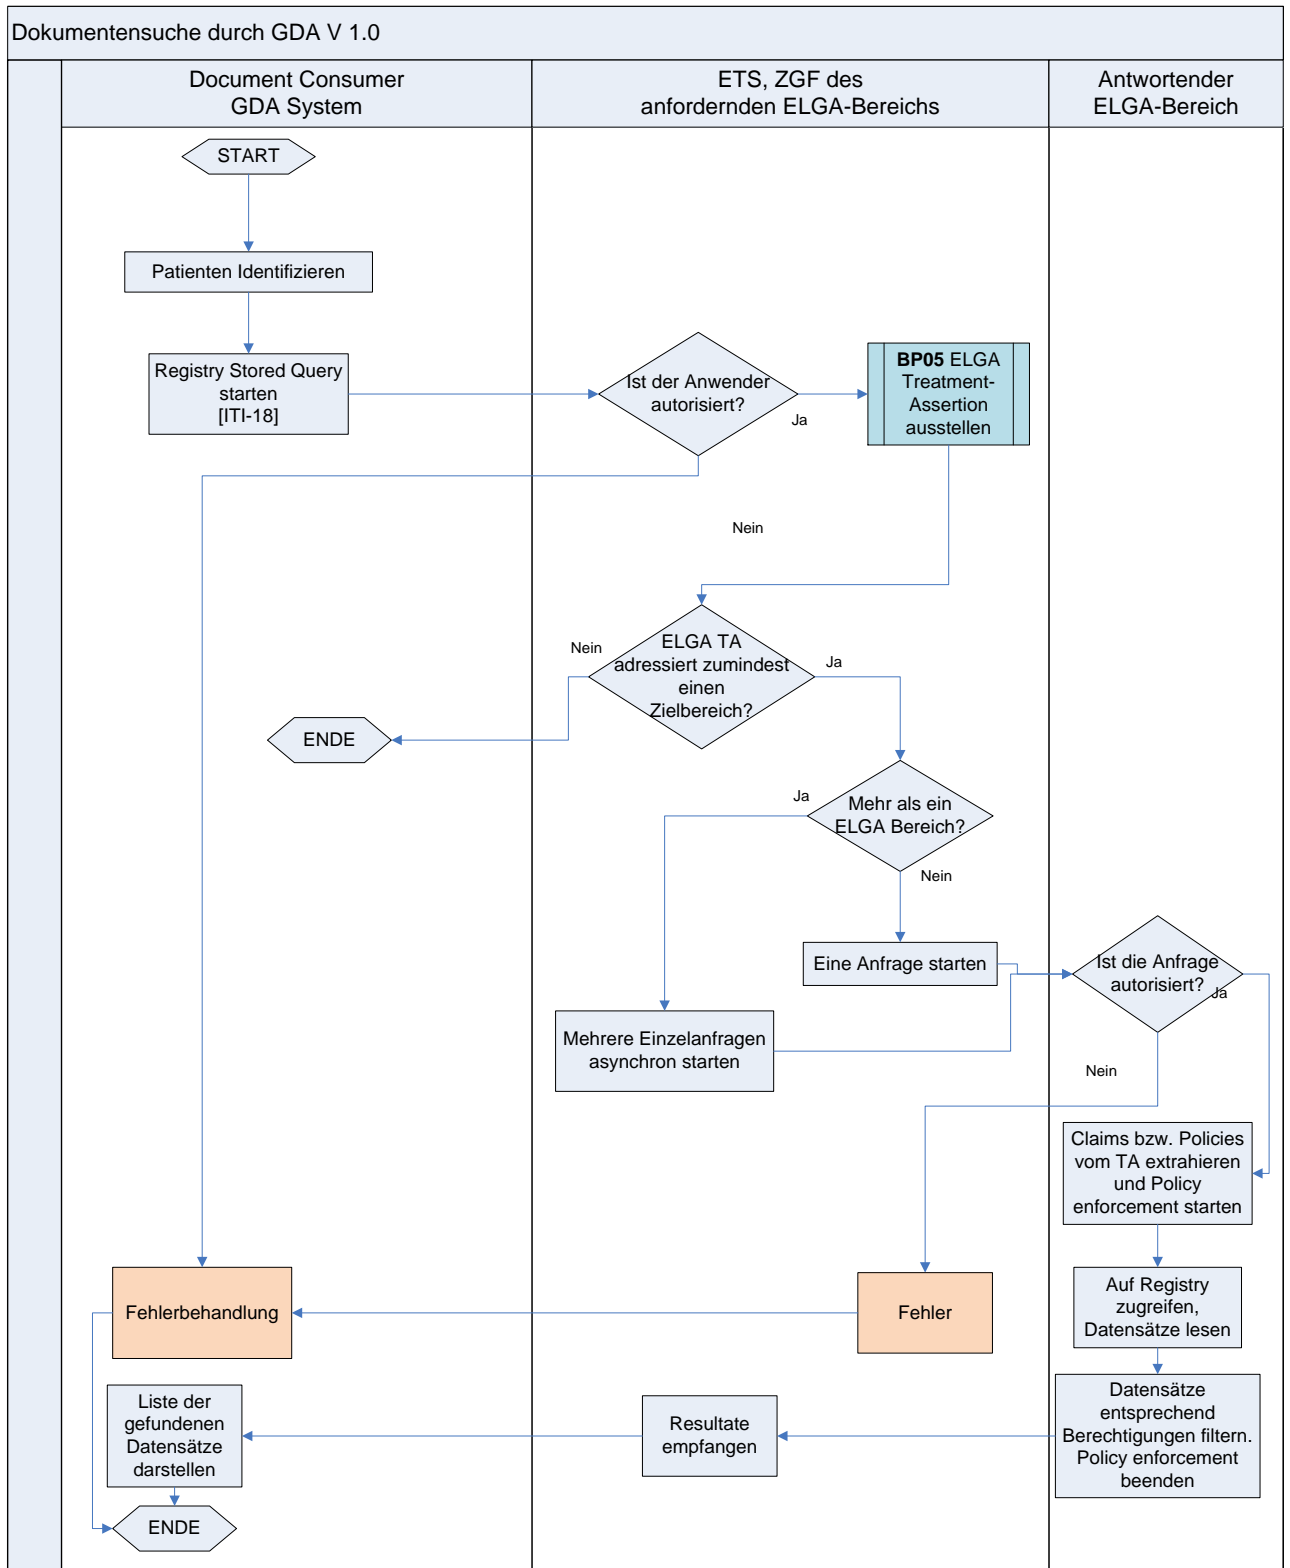 Dokumentensuche durch GDA V 1.0
Document Consumer
GDA System
ETS, ZGF des
anfordernden ELGA-Bereichs
Antwortender
ELGA-Bereich
START
Patienten Identifizieren
Registry Stored Query
starten
[ITI-18]
Ist der Anwender
autorisiert?
Ja
BP05 ELGA
Treatment-
Assertion
ausstellen
Nein
Nein
ELGA TA
adressiert zumindest
einen
Zielbereich?
Ja
ENDE
Ja
Mehr als ein
ELGA Bereich?
Nein
Eine Anfrage starten
Ist die Anfrage
autorisiert?
Ja
Mehrere Einzelanfragen
asynchron starten
Nein
Claims bzw. Policies
vom TA extrahieren
und Policy
enforcement starten
Fehlerbehandlung
Fehler
Auf Registry
zugreifen,
Datensätze lesen
Liste der
gefundenen
Datensätze
darstellen
Resultate
empfangen
Datensätze
entsprechend
Berechtigungen filtern.
Policy enforcement
beenden
ENDE